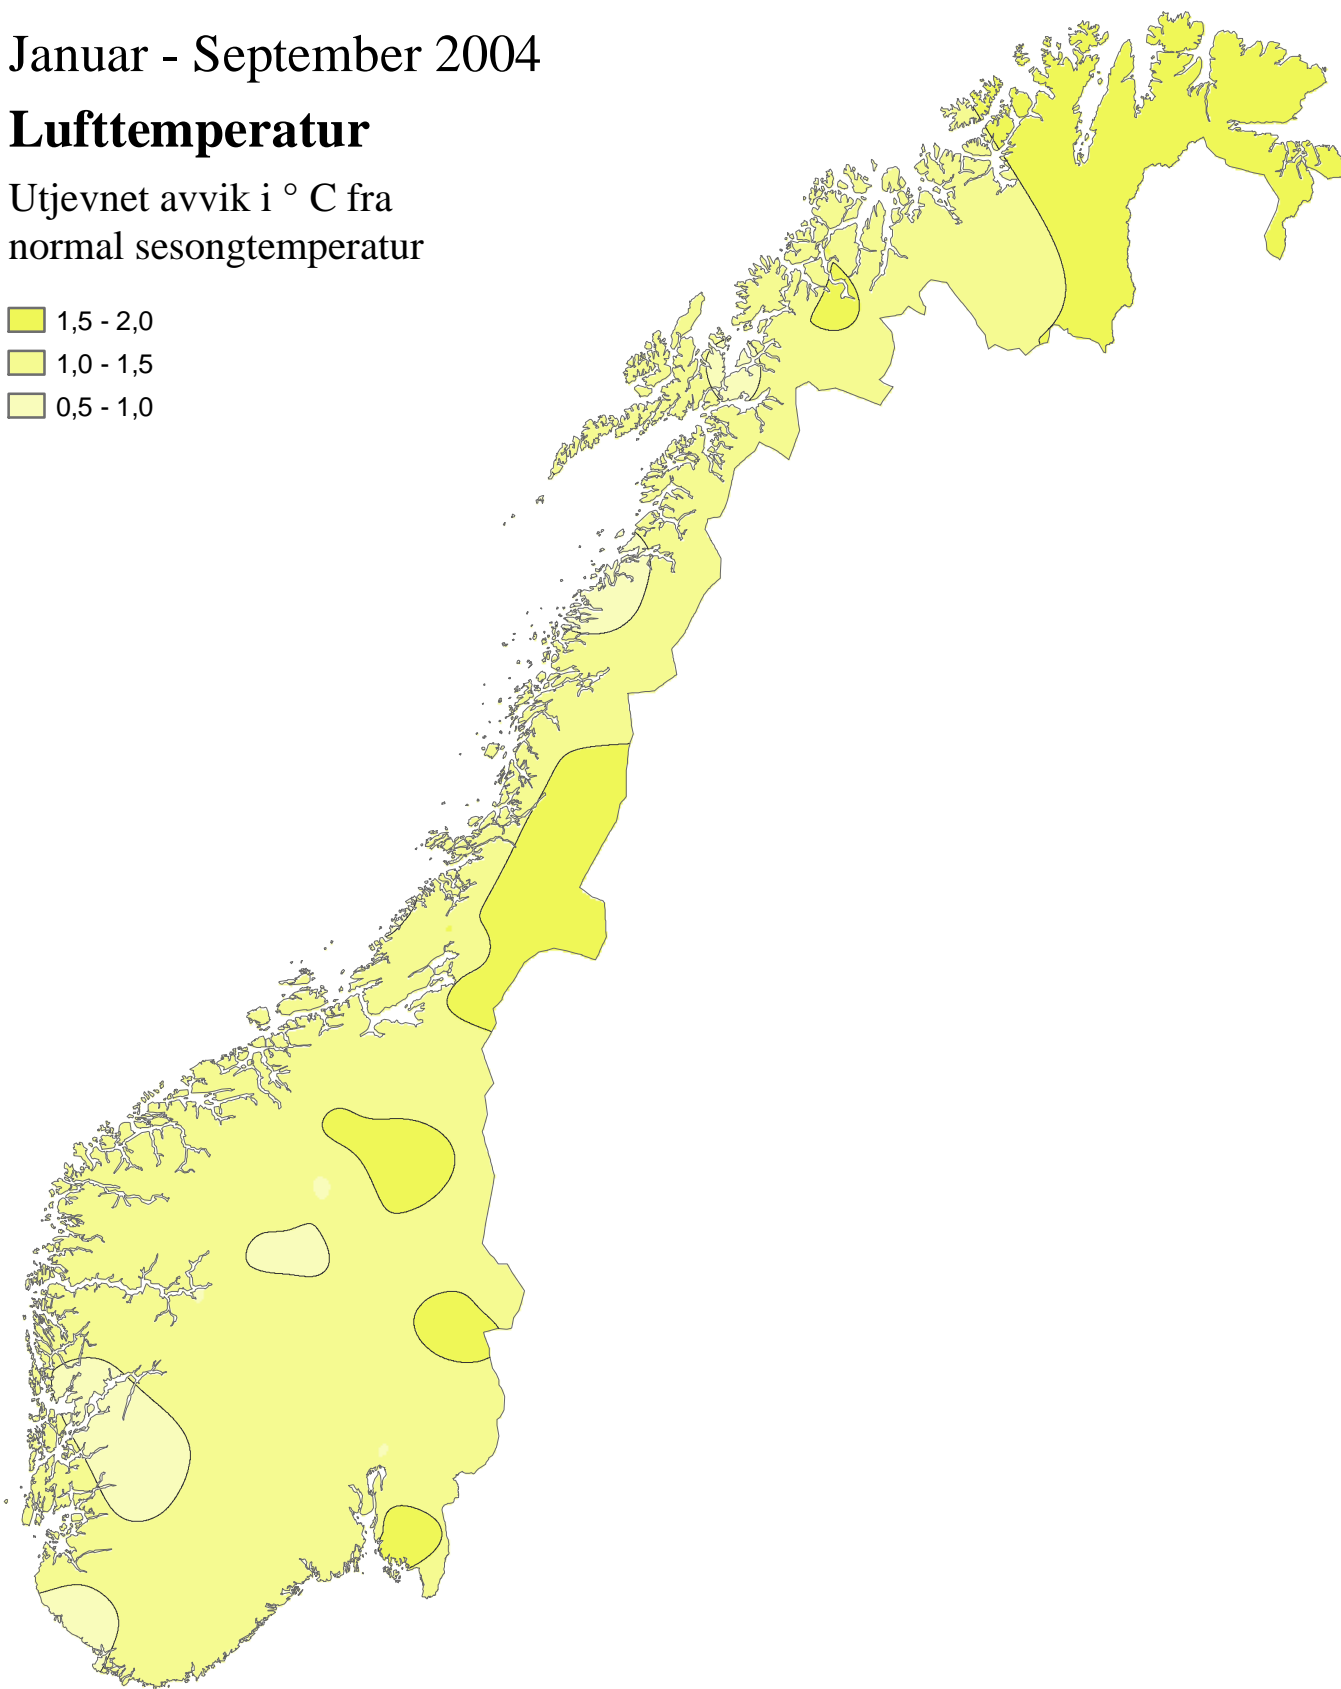 Januar - September 2004
Lufttemperatur
Utjevnet avvik i ° C fra
normal sesongtemperatur
1,5 - 2,0
1,0 - 1,5
0,5 - 1,0